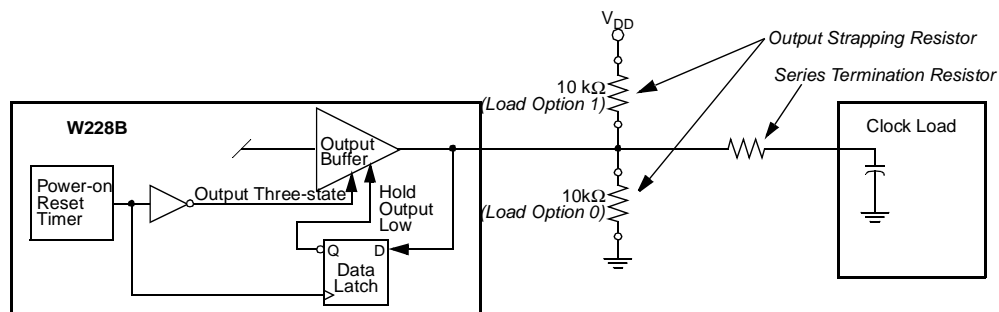 V_DD
Output Strapping Resistor
Series Termination Resistor
10 kΩ
(Load Option 1)
W228B
Output
Buffer
Clock Load
Power-on
Reset
Timer
Output Three-state
Hold
Output
Low
10kΩ
(Load Option 0)
Q
D
Data
Latch